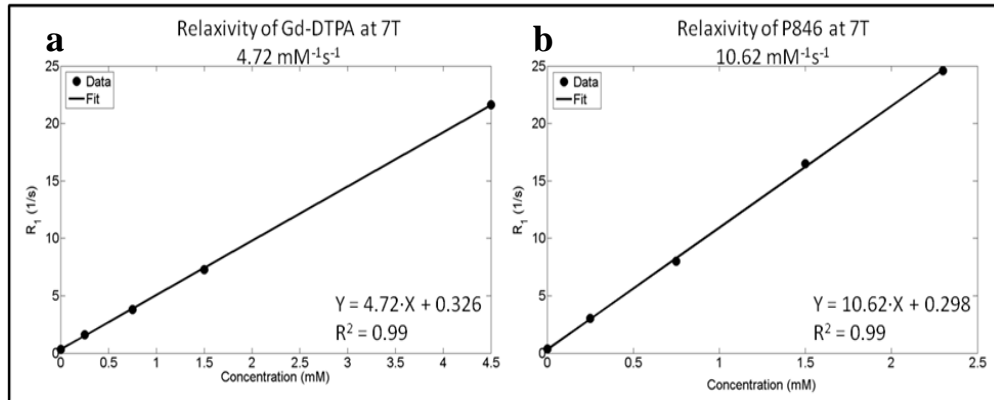 a
Relaxivity of Gd-DTPA at 7T
4.72 mM⁻¹s⁻¹
25
20
15
10
5
0
R₁ (1/s)
Data
Fit
Y = 4.72·X + 0.326
R² = 0.99
0 0.5 1 1.5 2 2.5 3 3.5 4 4.5
Concentration (mM)
b
Relaxivity of P846 at 7T
10.62 mM⁻¹s⁻¹
25
20
15
10
5
0
R₁ (1/s)
Data
Fit
Y = 10.62·X + 0.298
R² = 0.99
0 0.5 1 1.5 2 2.5
Concentration (mM)